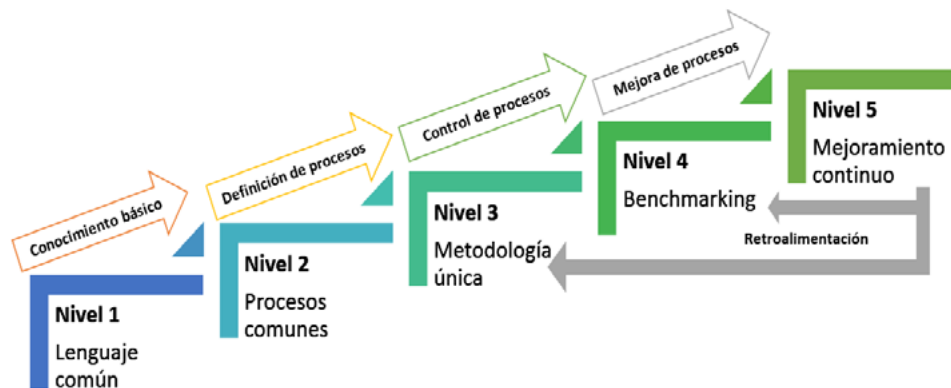 Conocimiento básico
Definición de procesos
Control de procesos
Mejora de procesos
Nivel 1
Lenguaje
común
Nivel 2
Procesos
comunes
Nivel 3
Metodología
única
Nivel 4
Benchmarking
Nivel 5
Mejoramiento
continuo
Retroalimentación